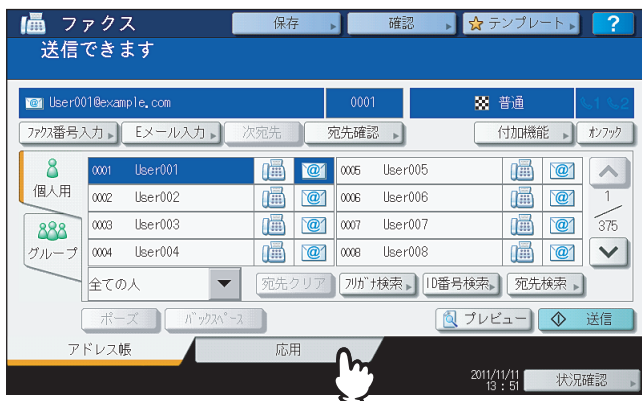 ファクス 保存 確認 テンプレート ?
送信できます
User001@example.com 0001 普通 1 2
ファクス番号入力 Eメール入力 次宛先 宛先確認 付加機能 オンフック
個人用
グループ
0001 User001 0005 User005
0002 User002 0006 User006
0003 User003 0007 User007
0004 User004 0008 User008
1
375
全ての人 宛先クリア フリガナ検索 ID番号検索 宛先検索
ポーズ バックスペース プレビュー 送信
アドレス帳 応用
2011/11/11
13 : 51
状況確認